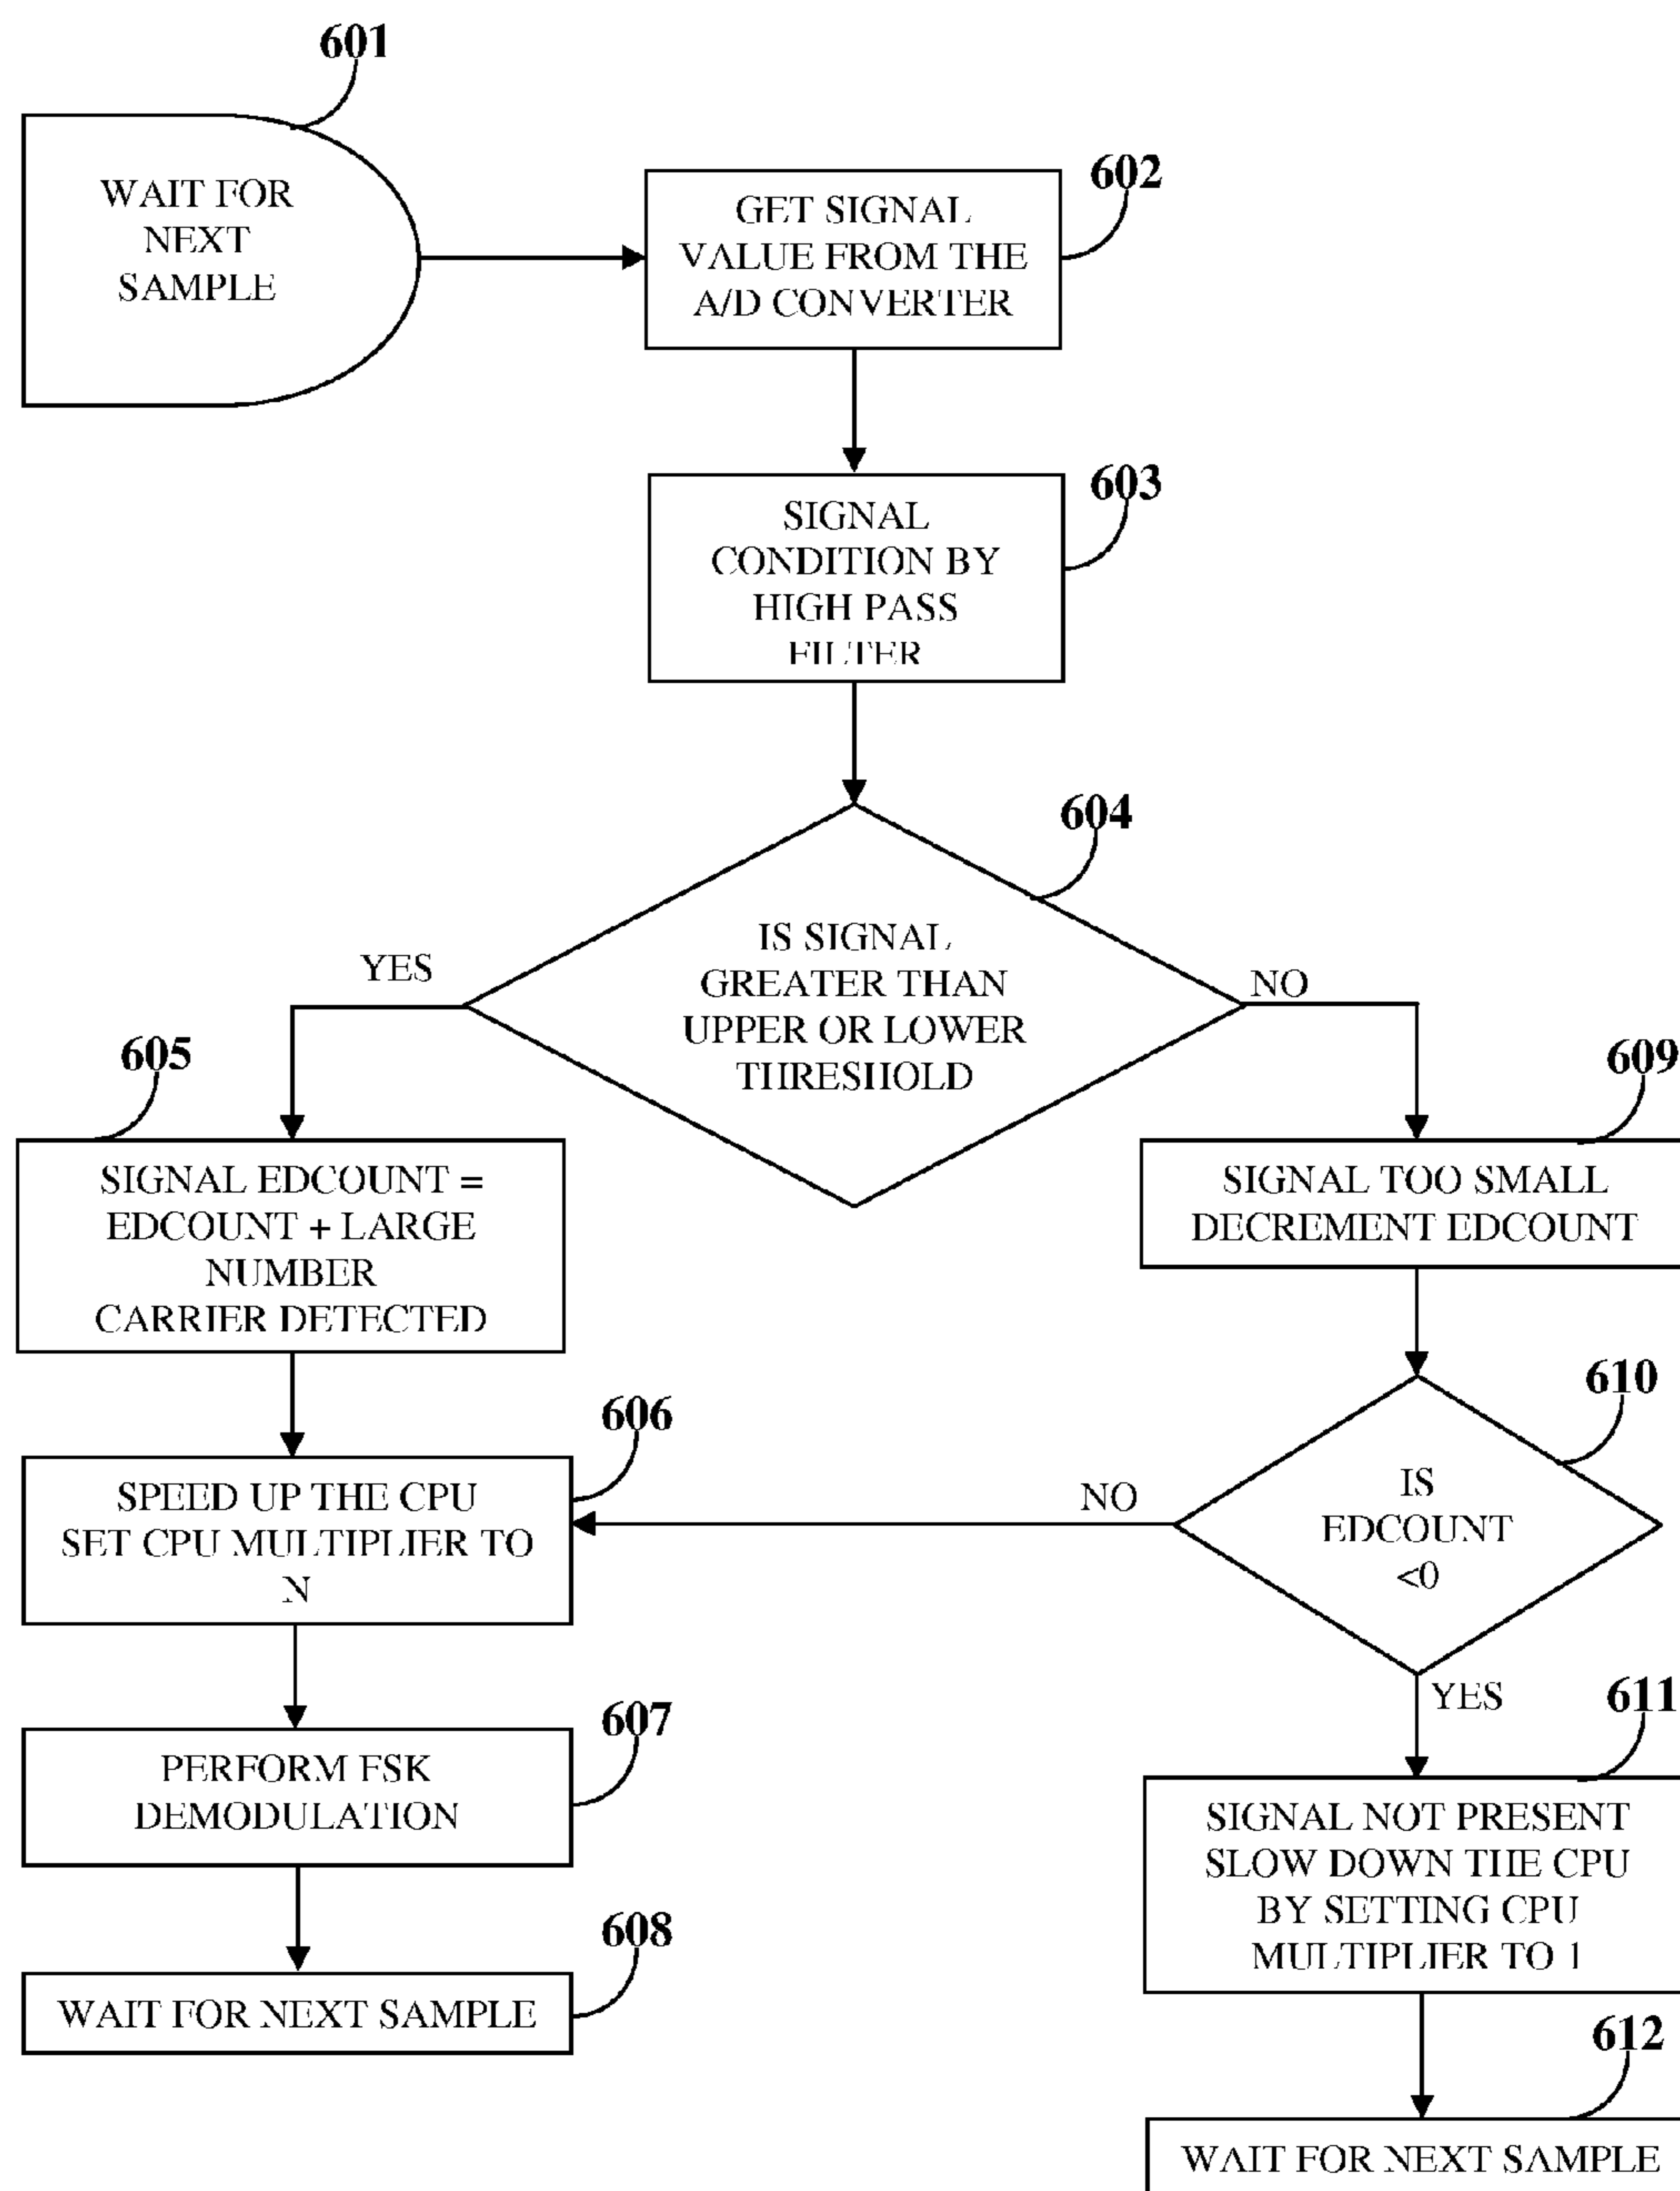 601
WAIT FOR
NEXT
SAMPLE
602
GET SIGNAL
VALUE FROM THE
A/D CONVERTER
603
SIGNAL
CONDITION BY
HIGH PASS
FILTER
604
IS SIGNAL
GREATER THAN
UPPER OR LOWER
THRESHOLD
YES
NO
605
SIGNAL EDCOUNT =
EDCOUNT + LARGE
NUMBER
CARRIER DETECTED
609
SIGNAL TOO SMALL
DECREMENT EDCOUNT
606
SPEED UP THE CPU
SET CPU MULTIPLIER TO
N
610
IS
EDCOUNT
<0
NO
YES
607
PERFORM FSK
DEMODULATION
611
SIGNAL NOT PRESENT
SLOW DOWN THE CPU
BY SETTING CPU
MULTIPLIER TO 1
608
WAIT FOR NEXT SAMPLE
612
WAIT FOR NEXT SAMPLE